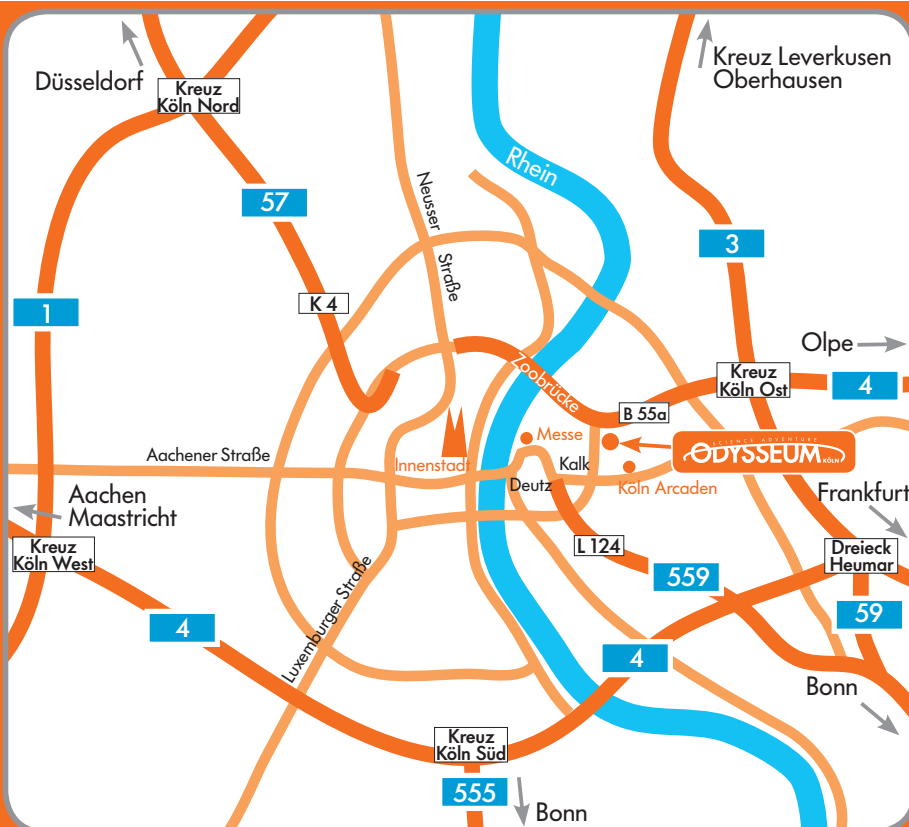 Düsseldorf
Kreuz
Köln Nord
Kreuz Leverkusen
Oberhausen
Rhein
Neusser Straße
57
3
K 4
1
Olpe
Zoobrücke
Kreuz
Köln Ost
4
B 55a
Messe
SCIENCE ADVENTURE
ODYSSEUM KÖLN
Aachener Straße
Innenstadt
Kalk
Deutz
Köln Arcaden
Aachen
Maastricht
Frankfurt
Kreuz
Köln West
L 124
Dreieck
Heumar
559
59
Luxemburger Straße
4
4
Bonn
Kreuz
Köln Süd
555
Bonn